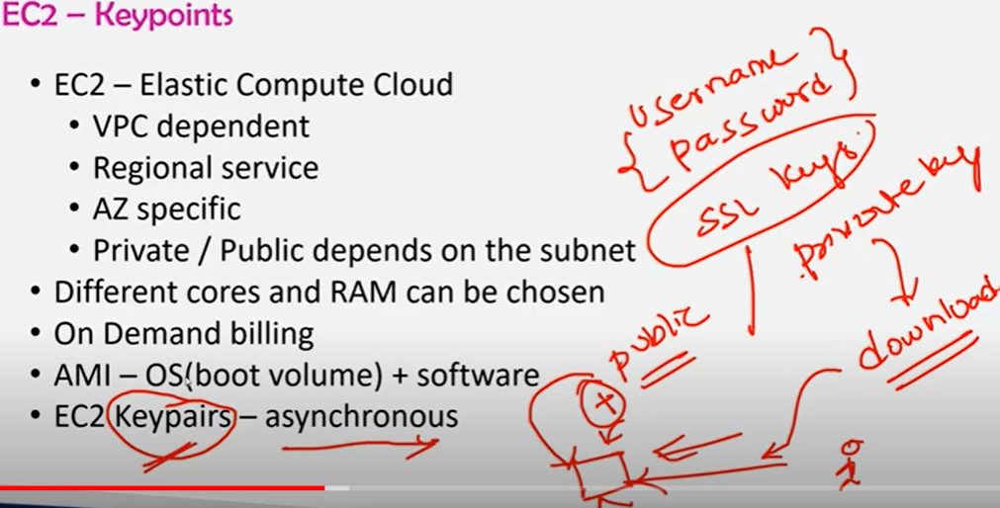 EC2 – Keypoints
• EC2 – Elastic Compute Cloud
• VPC dependent
• Regional service
• AZ specific
• Private / Public depends on the subnet
• Different cores and RAM can be chosen
• On Demand billing
• AMI – OS(boot volume) + software
• EC2 Keypairs – asynchronous
{ username
password }
SSL keys
private key
download
public
+